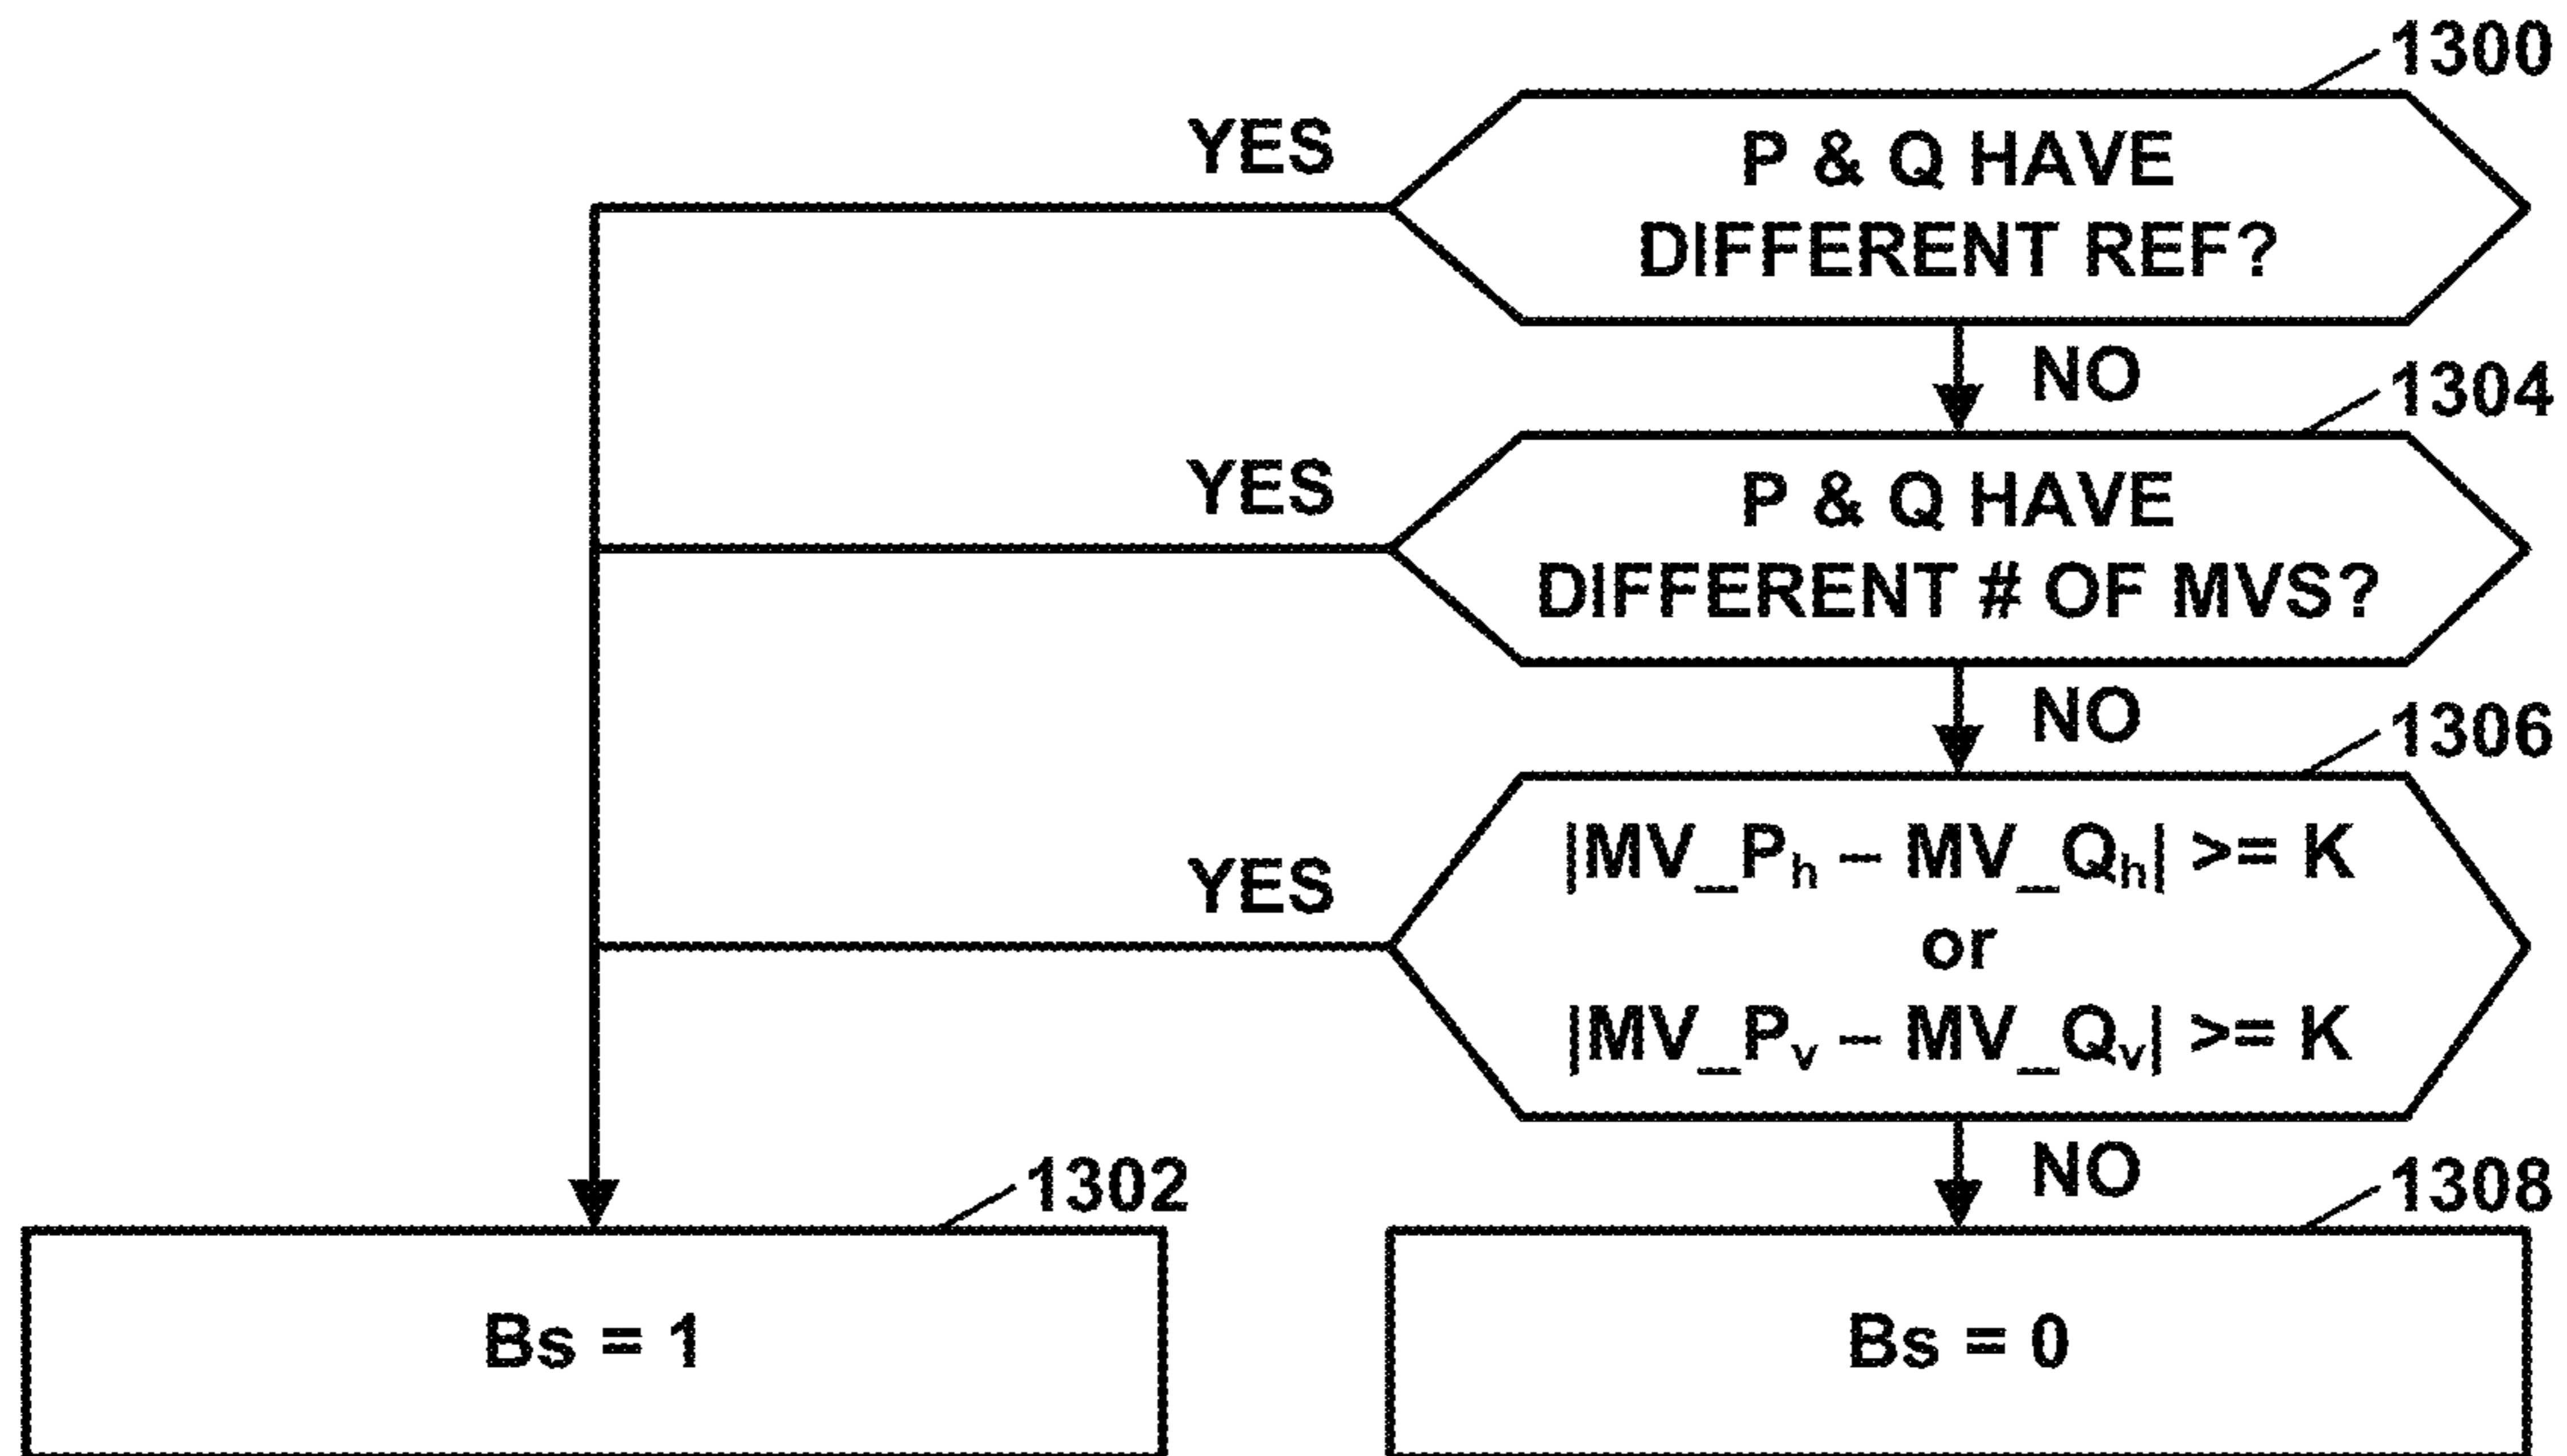 1300
YES
P & Q HAVE
DIFFERENT REF?
NO
1304
YES
P & Q HAVE
DIFFERENT # OF MVS?
NO
1306
YES
|MV_Ph – MV_Qh| >= K
or
|MV_Pv – MV_Qv| >= K
NO
1302
1308
Bs = 1
Bs = 0